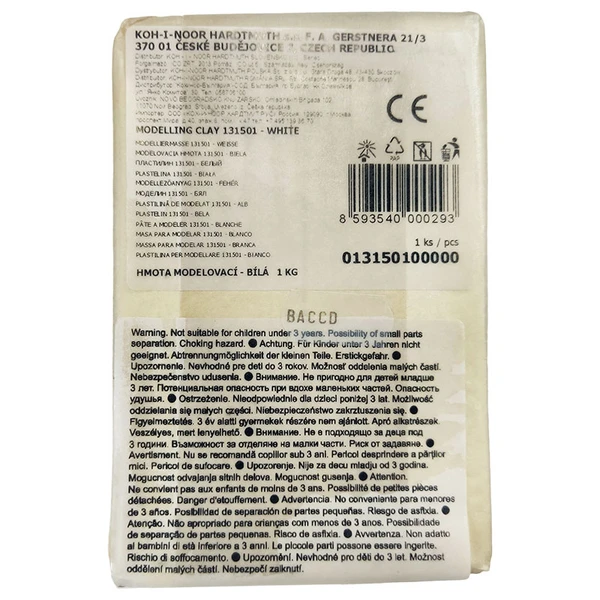 KOH-I-NOOR HARDTMUTH a.s. F. A. GERSTNERA 21/3
370 01 ČESKÉ BUDĚJOVICE CZECH REPUBLIC
MODELLING CLAY 131501 - WHITE
MODELLIERMASSE 131501 - WEISSE
MODELOVACIA HMOTA 131501 - BIELA
ПЛАСТИЛИН 131501 - БЕЛЫЙ
PLASTELINA 131501 - BIAŁA
MODELLEZŐANYAG 131501 - FEHÉR
МОДЕЛИН 131501 - БЯЛ
PLASTILINĂ DE MODELAT 131501 - ALB
PLASTELIN 131501 - BELA
PÂTE A MODELER 131501 - BLANCHE
MASA PARA MODELAR 131501 - BLANCO
MASSA PARA MODELAR 131501 - BRANCO
PLASTILINA PER MODELLARE 131501 - BIANCA
HMOTA MODELOVACÍ - BÍLÁ 1 KG
CE
PAP
8 593540 000293
1 ks / pcs
013150100000
BACCD
Warning. Not suitable for children under 3 years. Possibility of small parts
separation. Choking hazard. ● Achtung. Für Kinder unter 3 Jahren nicht
geeignet. Abtrennungmöglichkeit der kleinen Teile. Erstickgefahr. ●
Upozornenie. Nevhodné pre deti do 3 rokov. Možnosť oddelenia malých častí.
Nebezpečenstvo udusenia. ● Внимание. Не пригодно для детей младше
3 лет. Потенциальная опасность при вдохе маленьких частей. Опасность
удушья. ● Ostrzeżenie. Nieodpowiednie dla dzieci poniżej 3 lat. Możliwość
oddzielania się małych części. Niebezpieczeństwo zakrztuszenia się. ●
Figyelmeztetés. 3 év alatti gyermekek részére nem ajánlott. Apró alkatrészek.
Veszélyes, mert lenyelhető. ● Внимание. Не е подходящо за деца под
3 години. Възможност за отделяне на малки части. Риск от задавяне. ●
Avertisment. Nu se recomandă copiilor sub 3 ani. Pericol desprindere a părților
mici. Pericol de sufocare. ● Upozorenje. Nije za decu mladju od 3 godina.
Mogucnost odvajanja sitnih delova. Mogucnost gusenja. ● Attention.
Ne convient pas aux enfants de moins de 3 ans. Possibilité de petites pièces
détachées. Danger d'étouffement. ● Advertencia. No conveniente para menores
de 3 años. Posibilidad de separación de partes pequeñas. Riesgo de asfixia. ●
Atenção. Não apropriado para crianças com menos de 3 anos. Possibilidade
de separação de partes pequenas. Risco de asfixia. ● Avvertenza. Non adatto
ai bambini di età inferiore a 3 anni. Le piccole parti possono essere ingerite.
Rischio di soffocamento. ● Upozornění. Nevhodné pro děti do 3 let. Možnost
oddělení malých částí. Nebezpečí zalknutí.